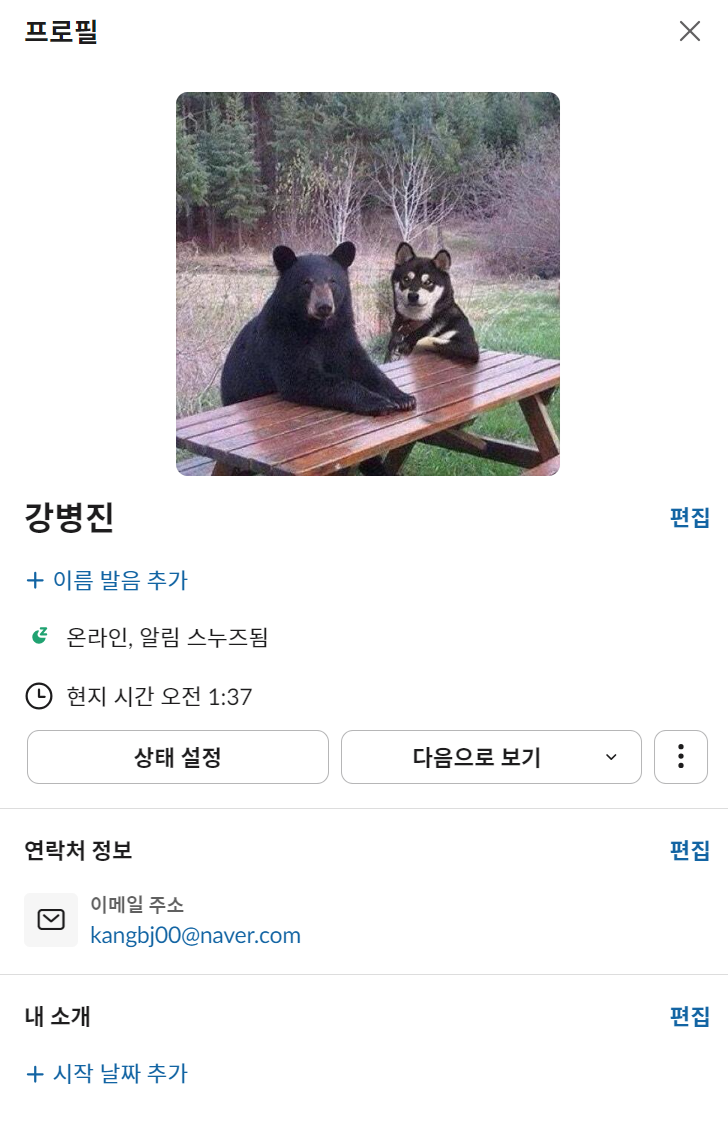 프로필
강병진
편집
+ 이름 발음 추가
온라인, 알림 스누즈됨
현지 시간 오전 1:37
상태 설정
다음으로 보기
연락처 정보
편집
이메일 주소
kangbj00@naver.com
내 소개
편집
+ 시작 날짜 추가